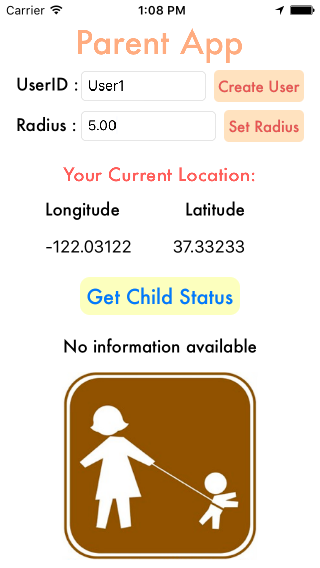 Carrier 1:08 PM
Parent App
UserID : User1 Create User
Radius : 5.00 Set Radius
Your Current Location:
Longitude Latitude
-122.03122 37.33233
Get Child Status
No information available